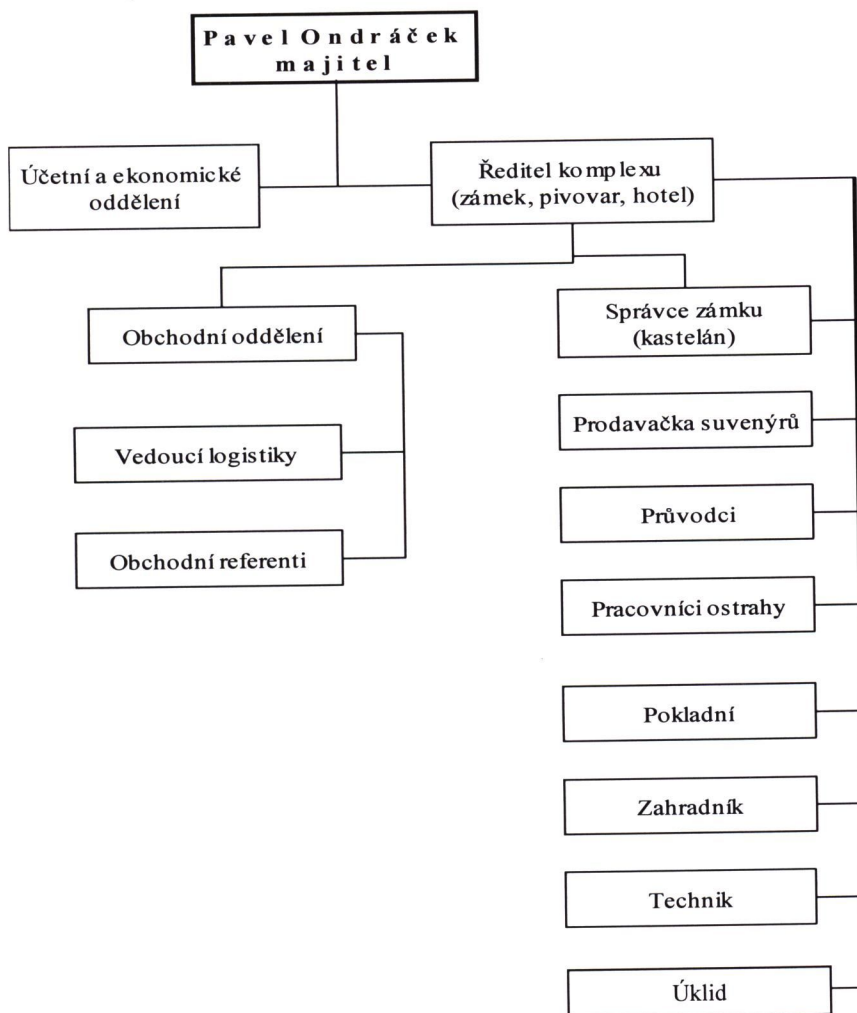 Pavel Ondráček
majitel
Účetní a ekonomické
oddělení
Ředitel komplexu
(zámek, pivovar, hotel)
Obchodní oddělení
Správce zámku
(kastelán)
Prodavačka suvenýrů
Vedoucí logistiky
Průvodci
Obchodní referenti
Pracovníci ostrahy
Pokladní
Zahradník
Technik
Úklid